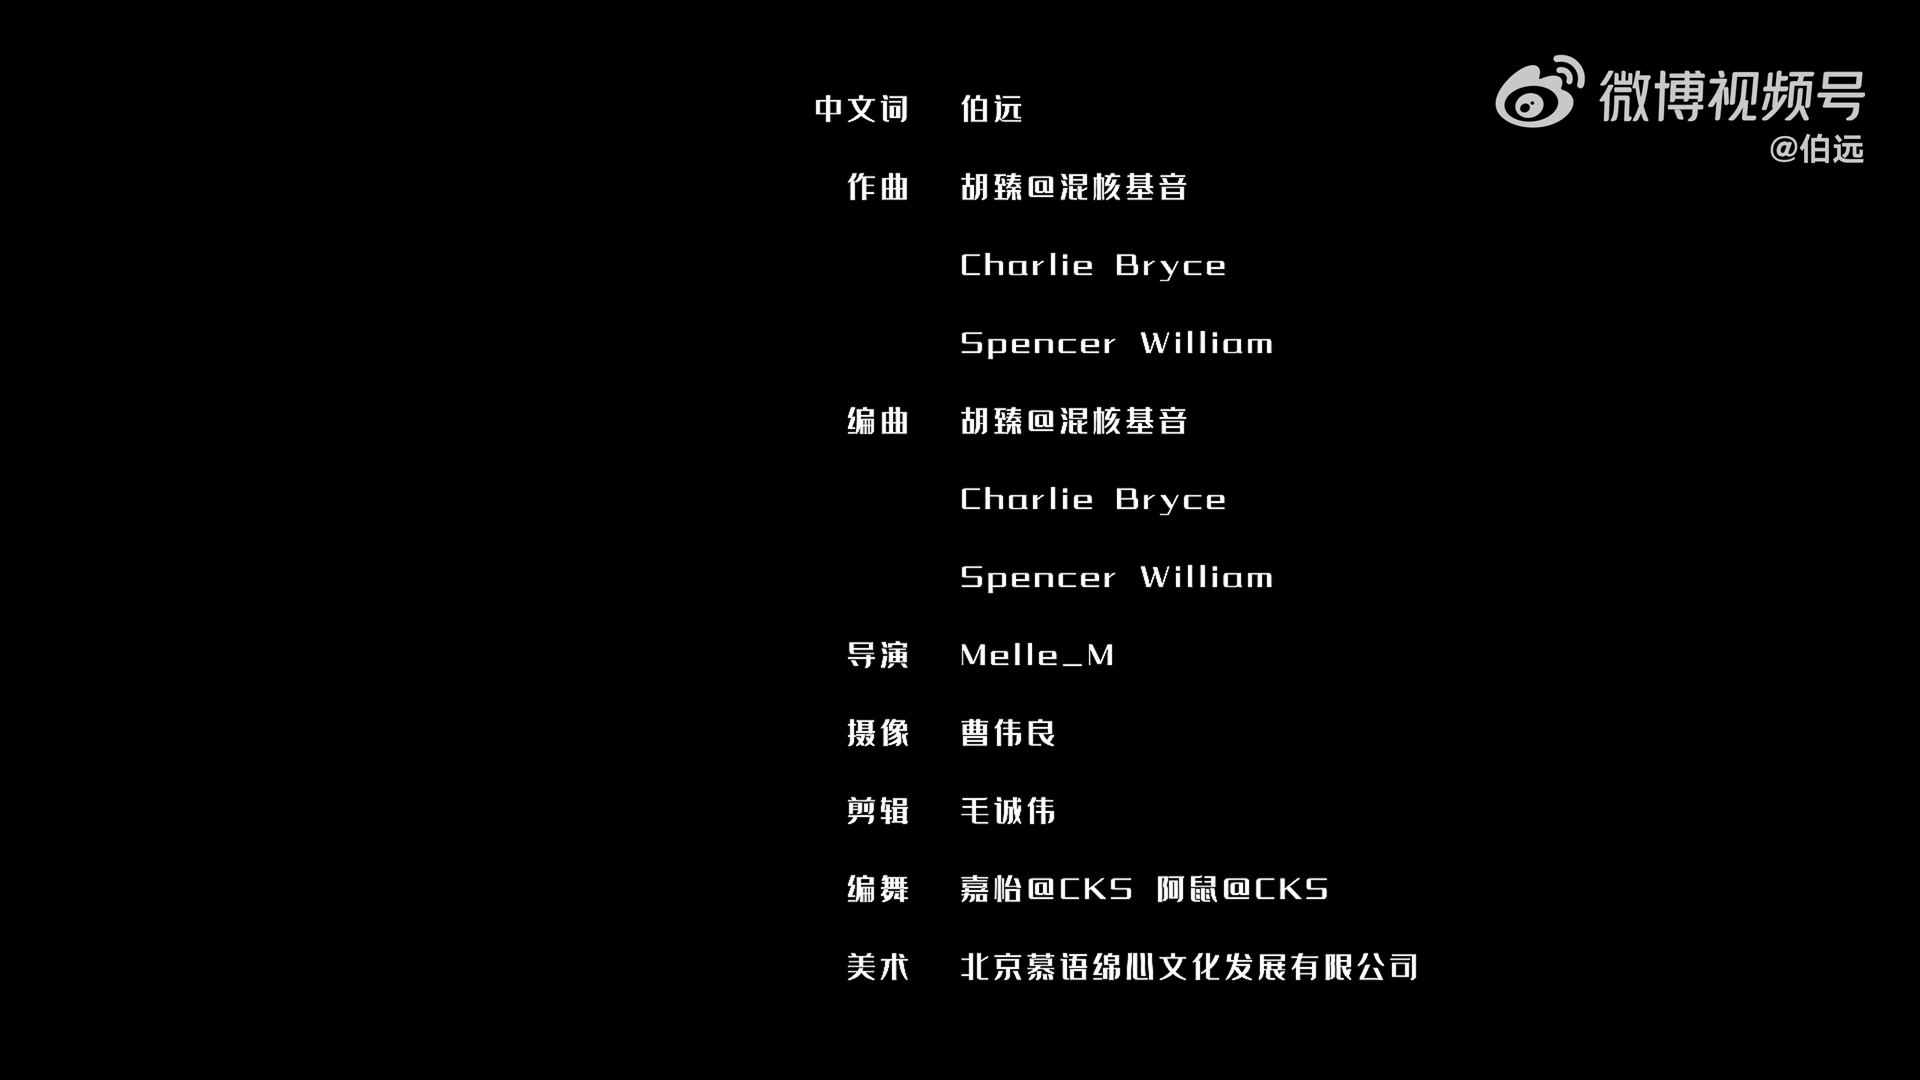 中文词 伯远
作曲 胡臻@混核基音
Charlie Bryce
Spencer William
编曲 胡臻@混核基音
Charlie Bryce
Spencer William
导演 Melle_M
摄像 曹伟良
剪辑 毛诚伟
编舞 嘉怡@CKS 阿鼠@CKS
美术 北京慕语绵心文化发展有限公司
微博视频号
@伯远